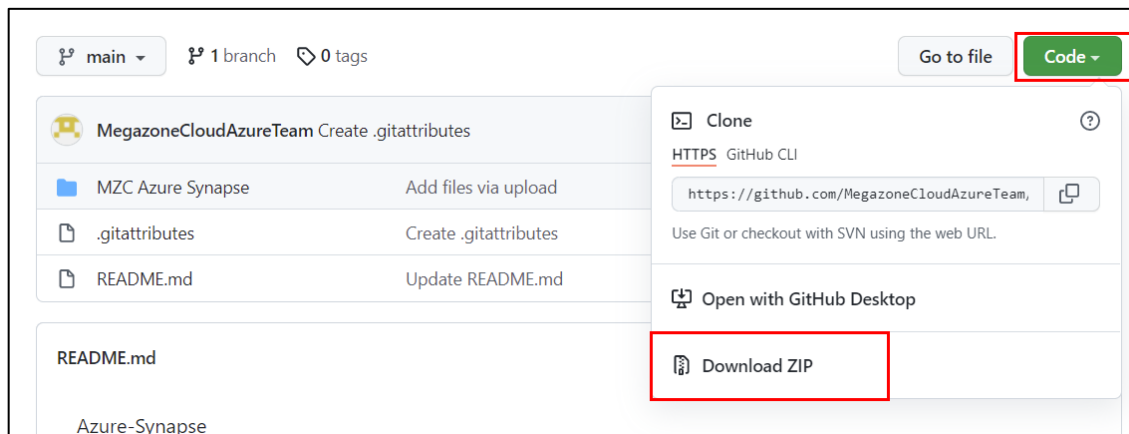 main 1 branch 0 tags Go to file Code
MegazoneCloudAzureTeam Create .gitattributes
MZC Azure Synapse Add files via upload
.gitattributes Create .gitattributes
README.md Update README.md
README.md
Azure-Synapse
Clone
HTTPS GitHub CLI
https://github.com/MegazoneCloudAzureTeam,
Use Git or checkout with SVN using the web URL.
Open with GitHub Desktop
Download ZIP